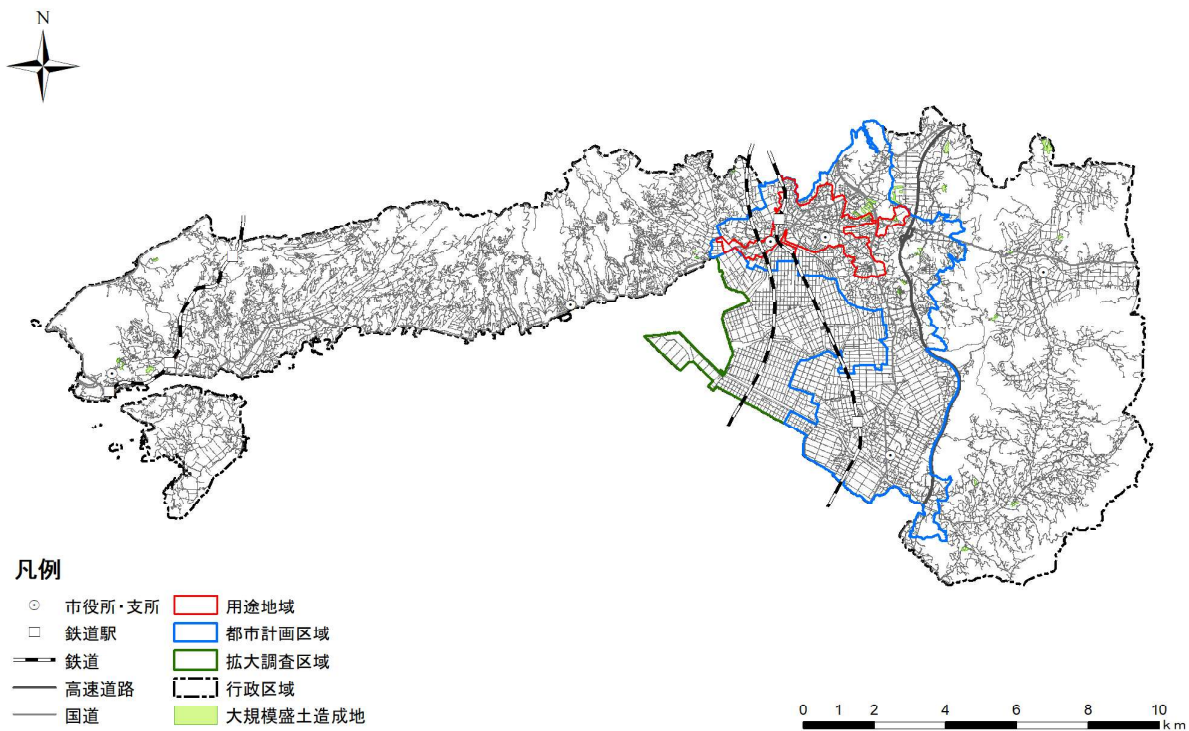 N
凡例
市役所・支所
鉄道駅
鉄道
高速道路
国道
用途地域
都市計画区域
拡大調査区域
行政区域
大規模盛土造成地
0 1 2 4 6 8 10
km